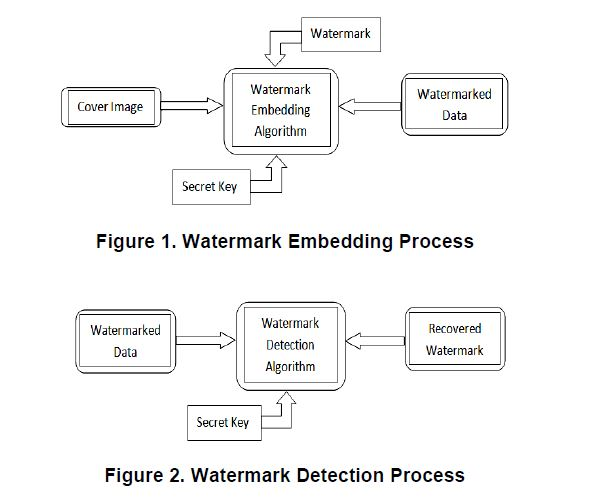 Watermark
Cover Image
Watermark
Embedding
Algorithm
Watermarked
Data
Secret Key
Figure 1. Watermark Embedding Process
Watermarked
Data
Watermark
Detection
Algorithm
Recovered
Watermark
Secret Key
Figure 2. Watermark Detection Process